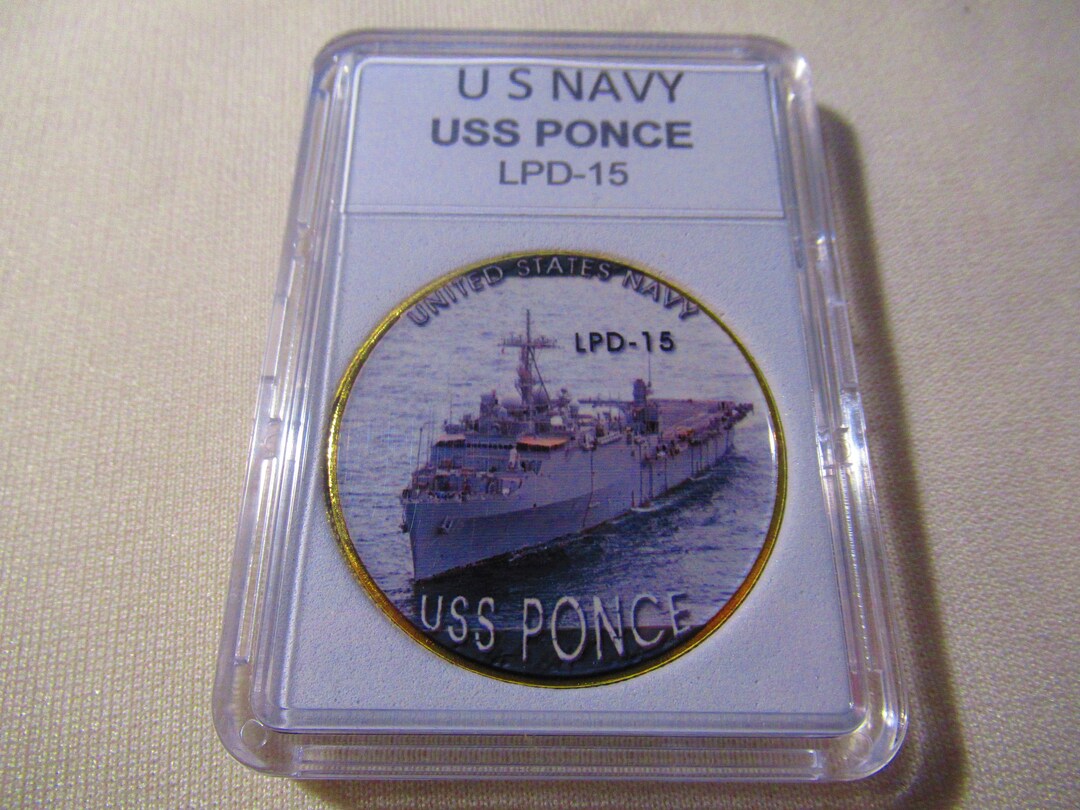 U S NAVY
USS PONCE
LPD-15
UNITED STATES NAVY
LPD-15
USS PONCE